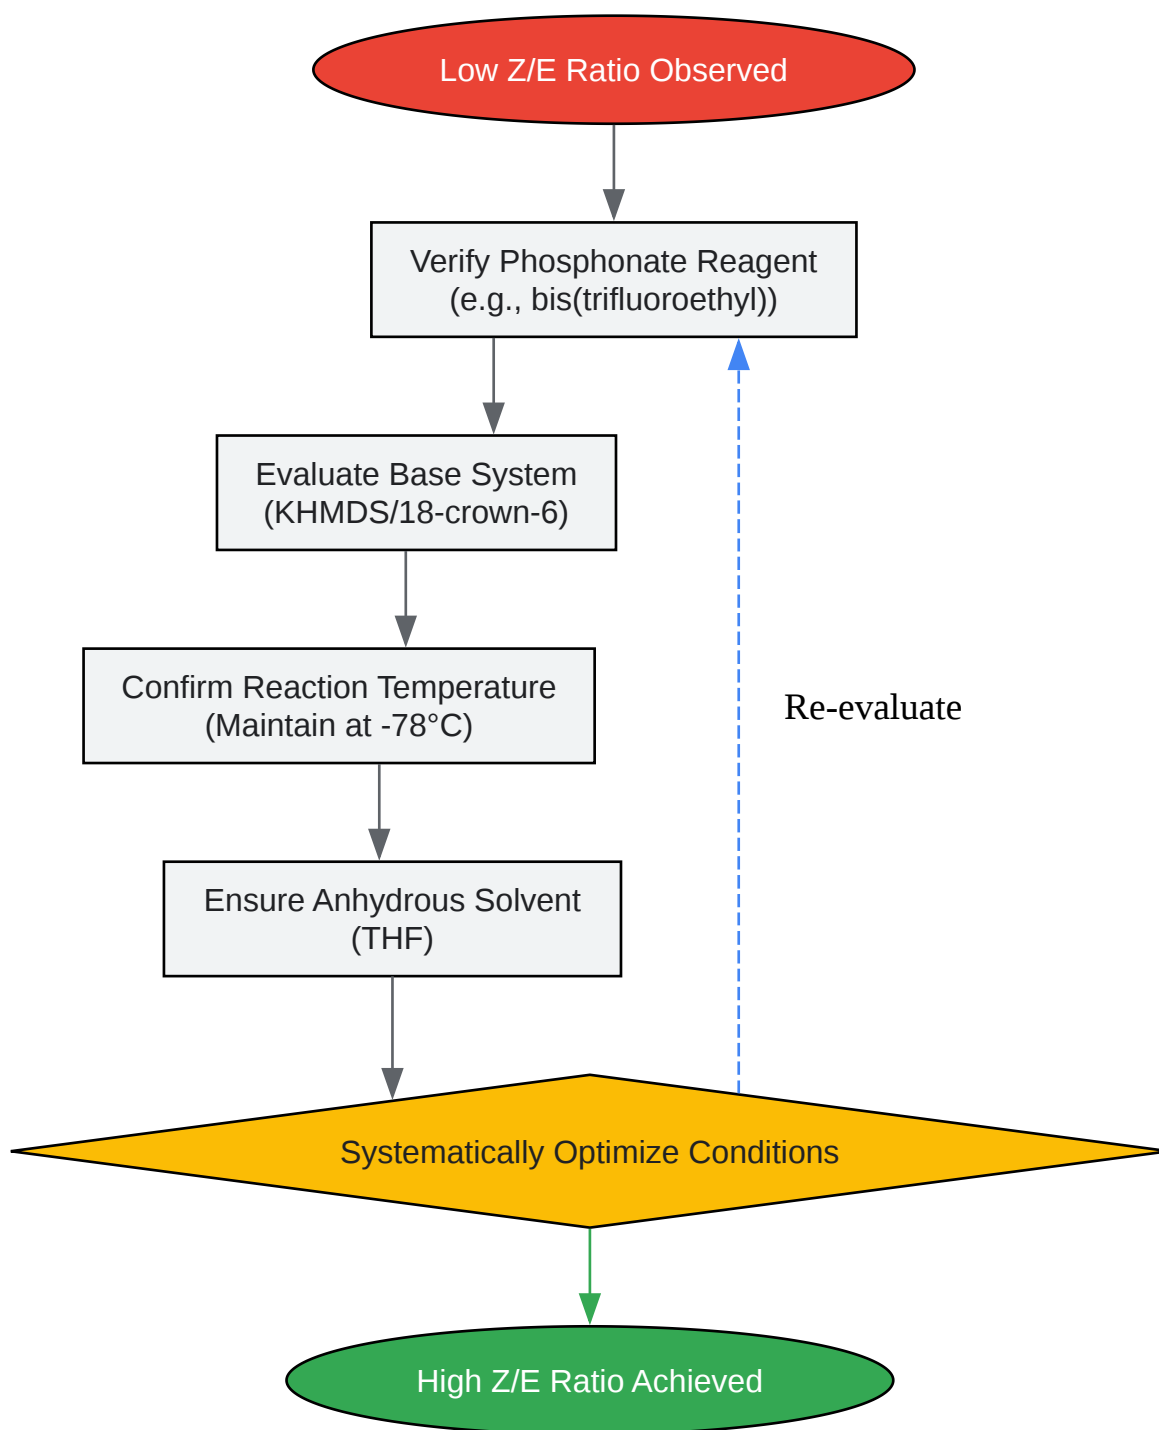 Low Z/E Ratio Observed
Verify Phosphonate Reagent
(e.g., bis(trifluoroethyl))
Evaluate Base System
(KHMDS/18-crown-6)
Confirm Reaction Temperature
(Maintain at -78°C)
Re-evaluate
Ensure Anhydrous Solvent
(THF)
Systematically Optimize Conditions
High Z/E Ratio Achieved